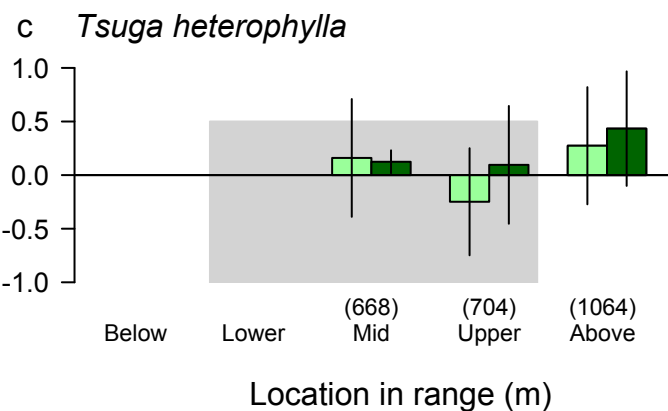 c Tsuga heterophylla
1.0
0.5
0.0
-0.5
-1.0
(668) (704) (1064)
Below Lower Mid Upper Above
Location in range (m)